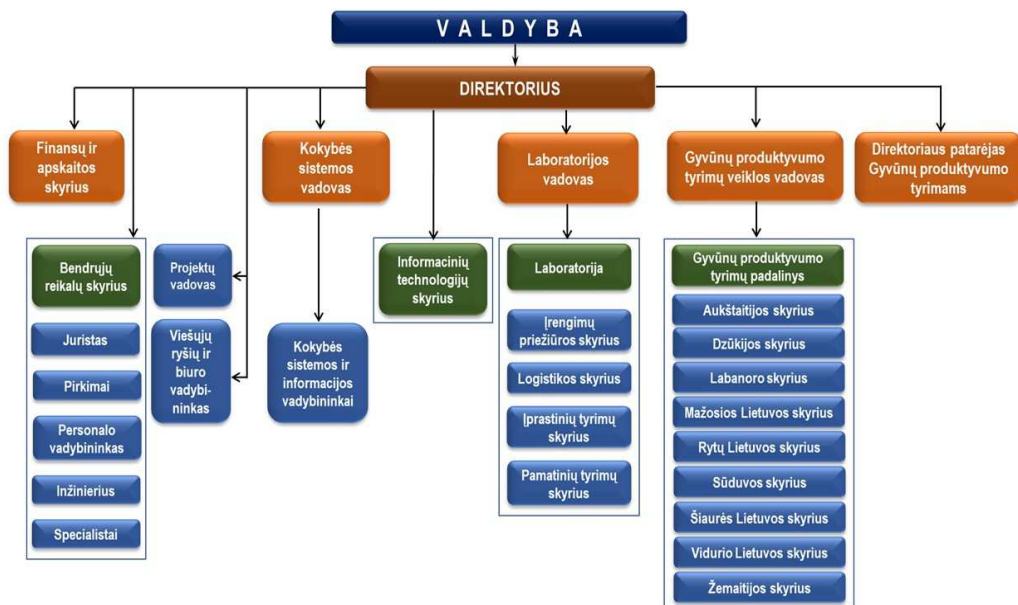 VALDYBA
DIREKTORIUS
Finansų ir
apskaitos
skyrius
Kokybės
sistemos
vadovas
Laboratorijos
vadovas
Gyvūnų produktyvumo
tyrimų veiklos vadovas
Direktoriaus patarėjas
Gyvūnų produktyvumo
tyrimams
Bendrųjų
reikalų skyrius
Juristas
Pirkimai
Personalo
vadybininkas
Inžinierius
Specialistai
Projektų
vadovas
Viešųjų
ryšių ir
biuro
vadybi-
ninkas
Kokybės
sistemos ir
informacijos
vadybininkai
Informacinių
technologijų
skyrius
Laboratorija
Įrengimų
priežiūros skyrius
Logistikos skyrius
Įprastinių tyrimų
skyrius
Pamatinių tyrimų
skyrius
Gyvūnų produktyvumo
tyrimų padalinys
Aukštaitijos skyrius
Dzūkijos skyrius
Labanoro skyrius
Mažosios Lietuvos skyrius
Rytų Lietuvos skyrius
Sūduvos skyrius
Šiaurės Lietuvos skyrius
Vidurio Lietuvos skyrius
Žemaitijos skyrius